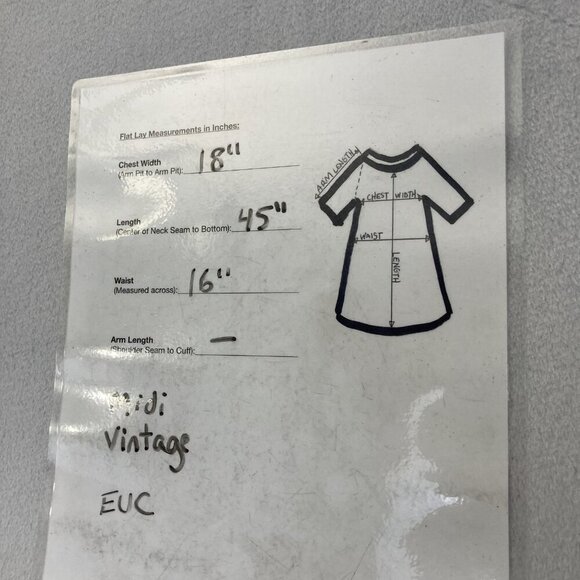 Flat Lay Measurements in Inches:
Chest Width
(Arm Pit to Arm Pit): 18"
Length
(Center of Neck Seam to Bottom): 45"
Waist
(Measured across): 16"
Arm Length
(Shoulder Seam to Cuff): —
Midi
Vintage
EUC
ARM LENGTH
CHEST WIDTH
WAIST
LENGTH